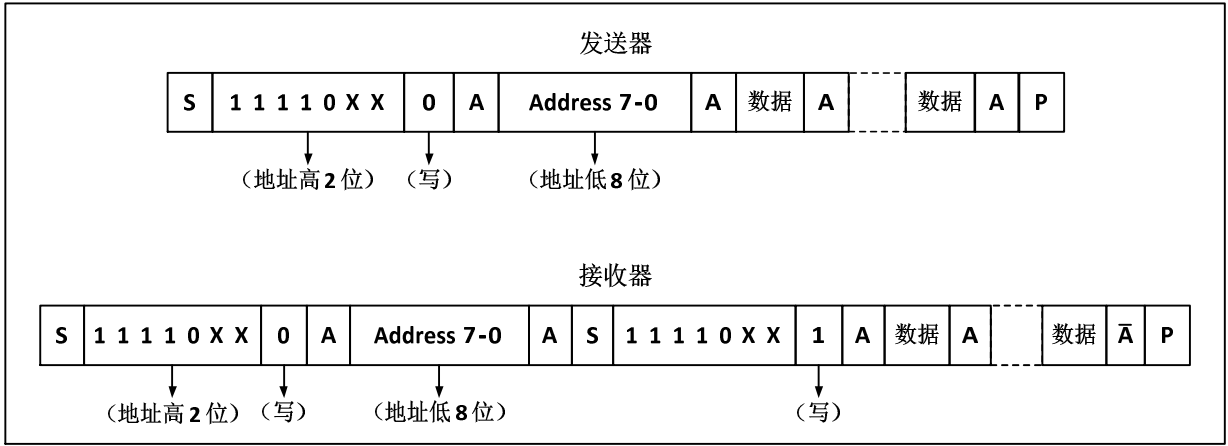 发送器
S 1 1 1 1 0 X X 0 A Address 7-0 A 数据 A 数据 A P
(地址高2位) (写) (地址低8位)
接收器
S 1 1 1 1 0 X X 0 A Address 7-0 A S 1 1 1 1 0 X X 1 A 数据 A 数据 A̅ P
(地址高2位) (写) (地址低8位) (写)